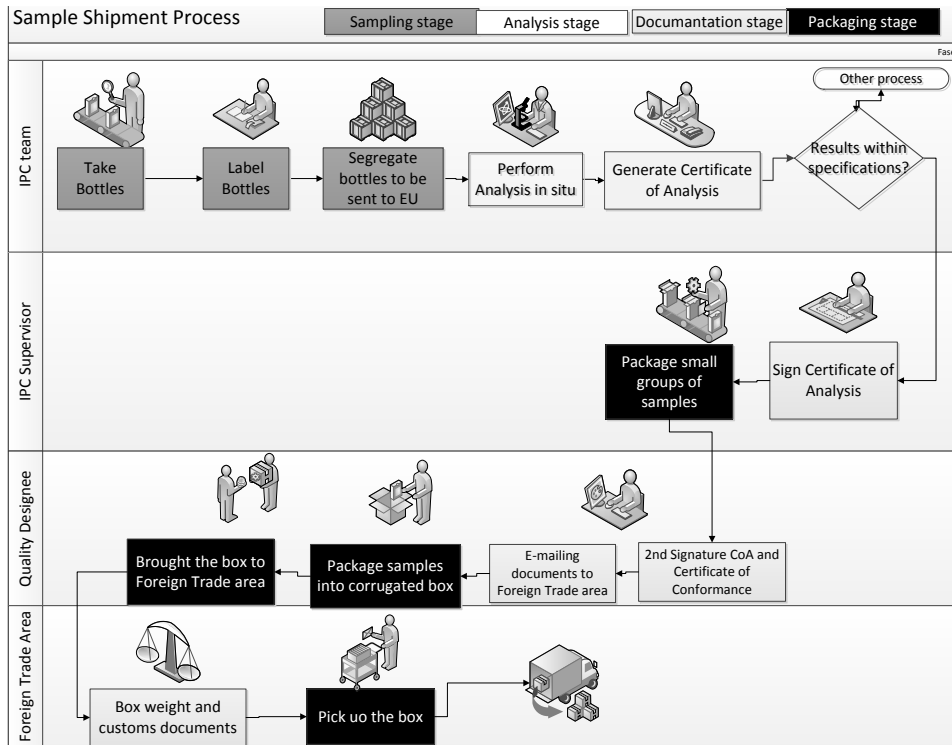 Sample Shipment Process
Sampling stage
Analysis stage
Documantation stage
Packaging stage
IPC team
Take
Bottles
Label
Bottles
Segregate
bottles to be
sent to EU
Perform
Analysis in situ
Generate Certificate
of Analysis
Other process
Results within
specifications?
IPC Supervisor
Package small
groups of
samples
Sign Certificate of
Analysis
Quality Designee
Brought the box to
Foreign Trade area
Package samples
into corrugated box
E-mailing
documents to
Foreign Trade area
2nd Signature CoA and
Certificate of
Conformance
Foreign Trade Area
Box weight and
customs documents
Pick uo the box